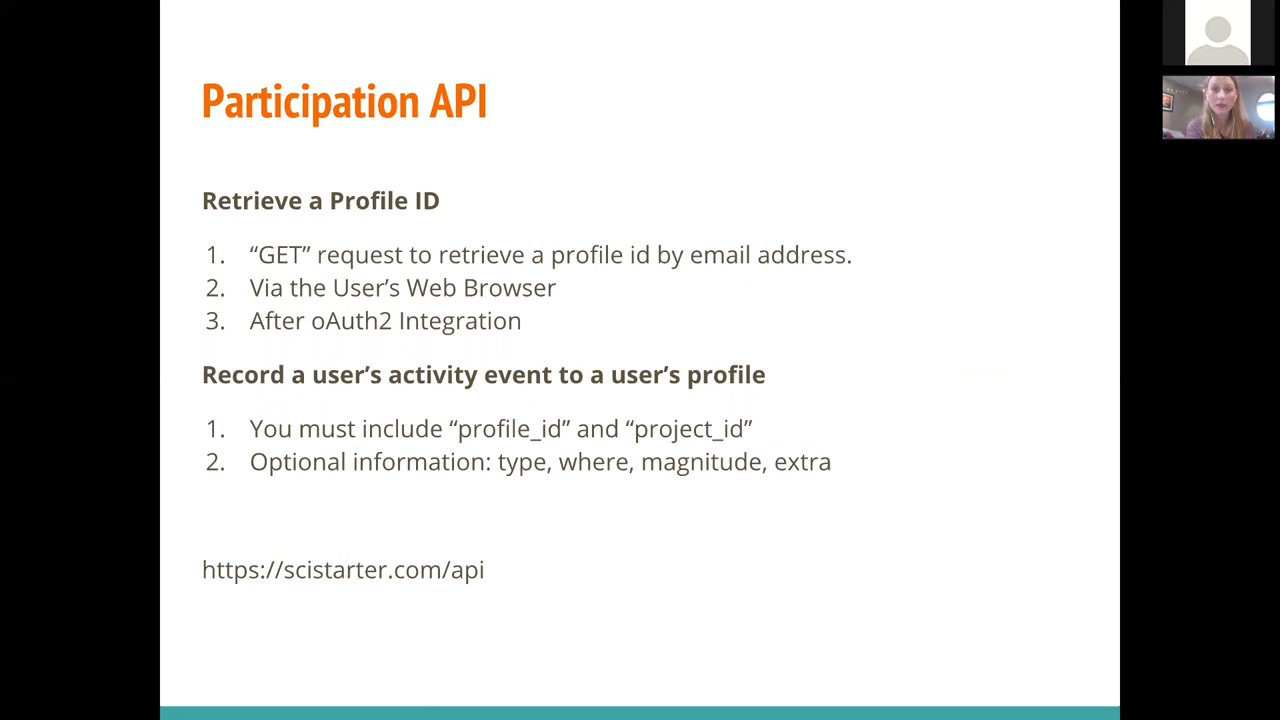 Participation API
Retrieve a Profile ID
1. “GET” request to retrieve a profile id by email address.
2. Via the User’s Web Browser
3. After oAuth2 Integration
Record a user’s activity event to a user’s profile
1. You must include “profile_id” and “project_id”
2. Optional information: type, where, magnitude, extra
https://scistarter.com/api